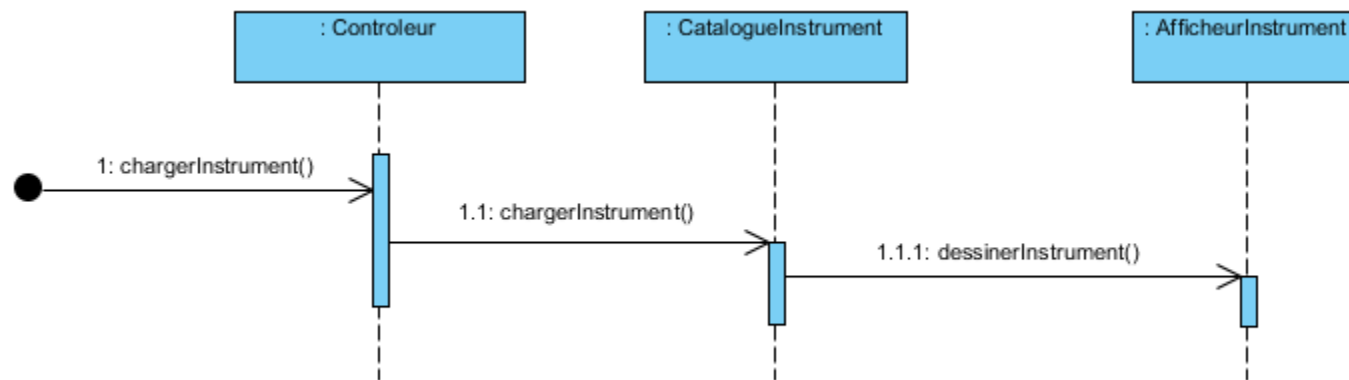 : Controleur
: CatalogueInstrument
: AfficheurInstrument
1: chargerInstrument()
1.1: chargerInstrument()
1.1.1: dessinerInstrument()